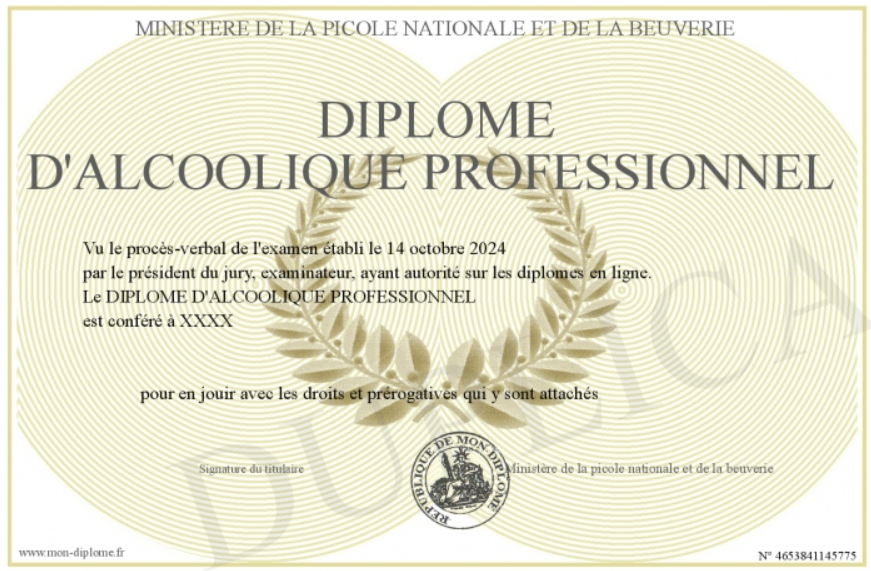 MINISTERE DE LA PICOLE NATIONALE ET DE LA BEUVERIE
DIPLOME
D'ALCOOLIQUE PROFESSIONNEL
Vu le procès-verbal de l'examen établi le 14 octobre 2024
par le président du jury, examinateur, ayant autorité sur les diplomes en ligne.
Le DIPLOME D'ALCOOLIQUE PROFESSIONNEL
est conféré à XXXX
pour en jouir avec les droits et prérogatives qui y sont attachés
Signature du titulaire
REPUBLIQUE DE MON DIPLOME
Ministère de la picole nationale et de la beuverie
www.mon-diplome.fr
N° 4653841145775